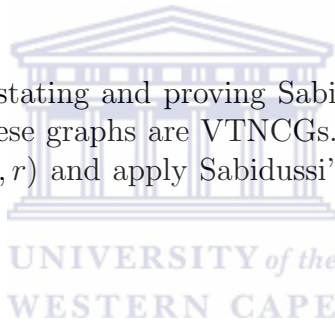 stating and proving Sabi
ese graphs are VTNCGs.
, r) and apply Sabidussi'
UNIVERSITY of the
WESTERN CAPE